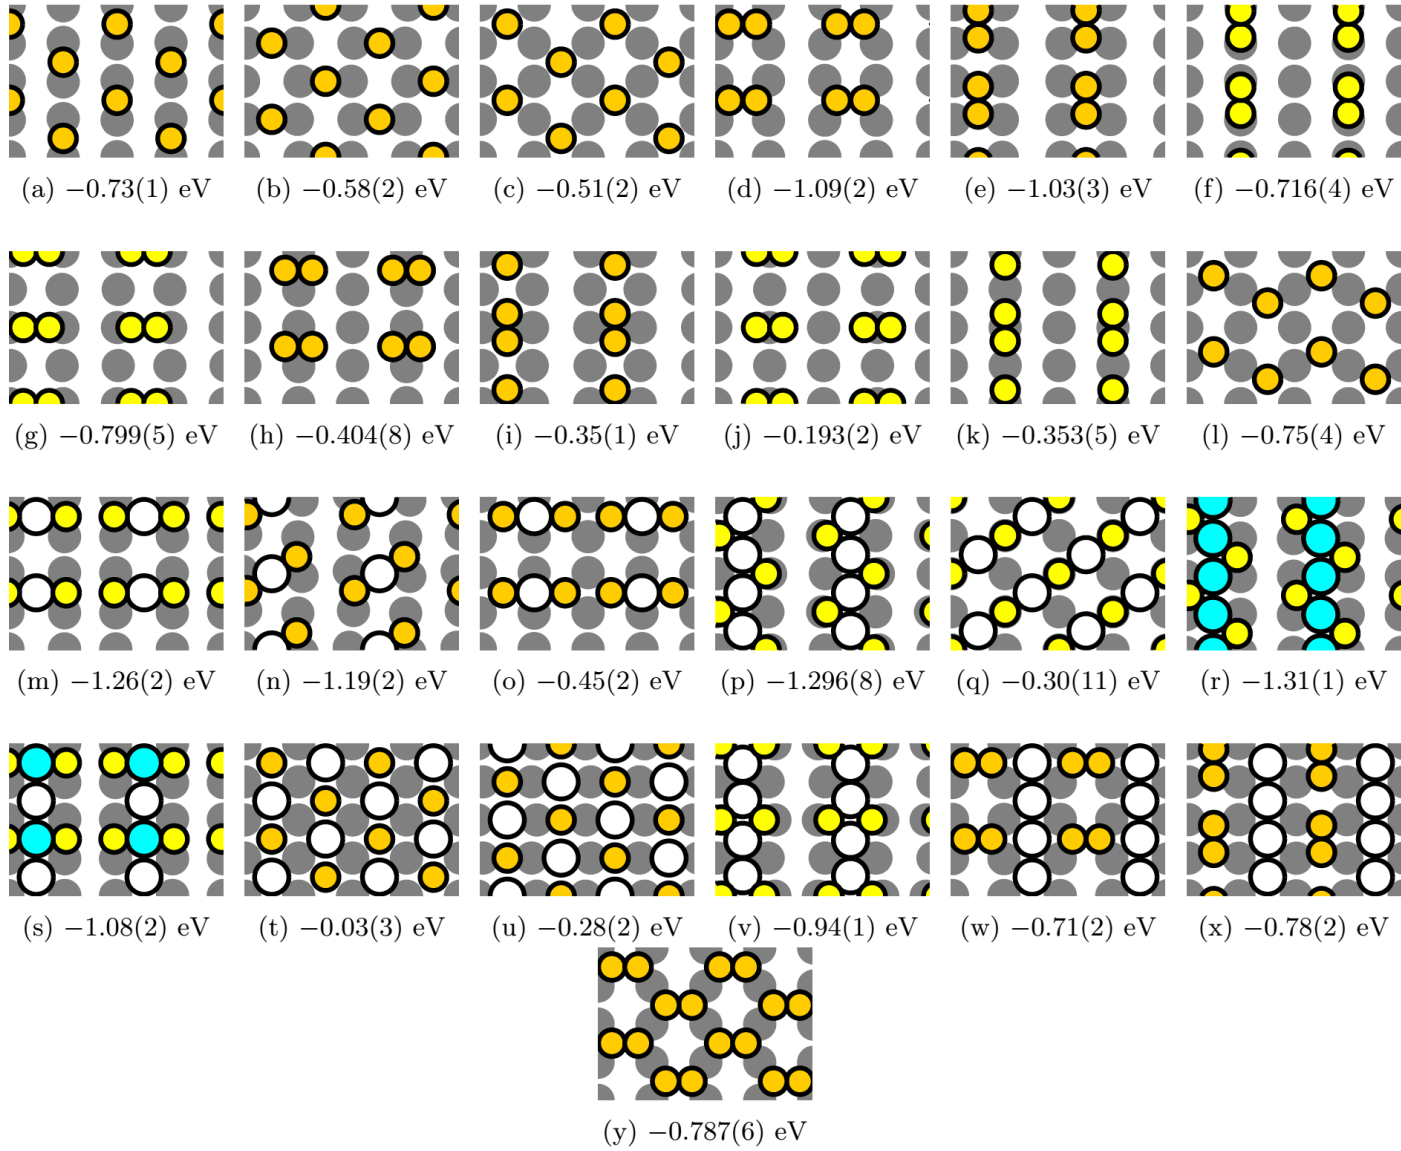 (a) −0.73(1) eV (b) −0.58(2) eV (c) −0.51(2) eV (d) −1.09(2) eV (e) −1.03(3) eV (f) −0.716(4) eV
(g) −0.799(5) eV (h) −0.404(8) eV (i) −0.35(1) eV (j) −0.193(2) eV (k) −0.353(5) eV (l) −0.75(4) eV
(m) −1.26(2) eV (n) −1.19(2) eV (o) −0.45(2) eV (p) −1.296(8) eV (q) −0.30(11) eV (r) −1.31(1) eV
(s) −1.08(2) eV (t) −0.03(3) eV (u) −0.28(2) eV (v) −0.94(1) eV (w) −0.71(2) eV (x) −0.78(2) eV
(y) −0.787(6) eV